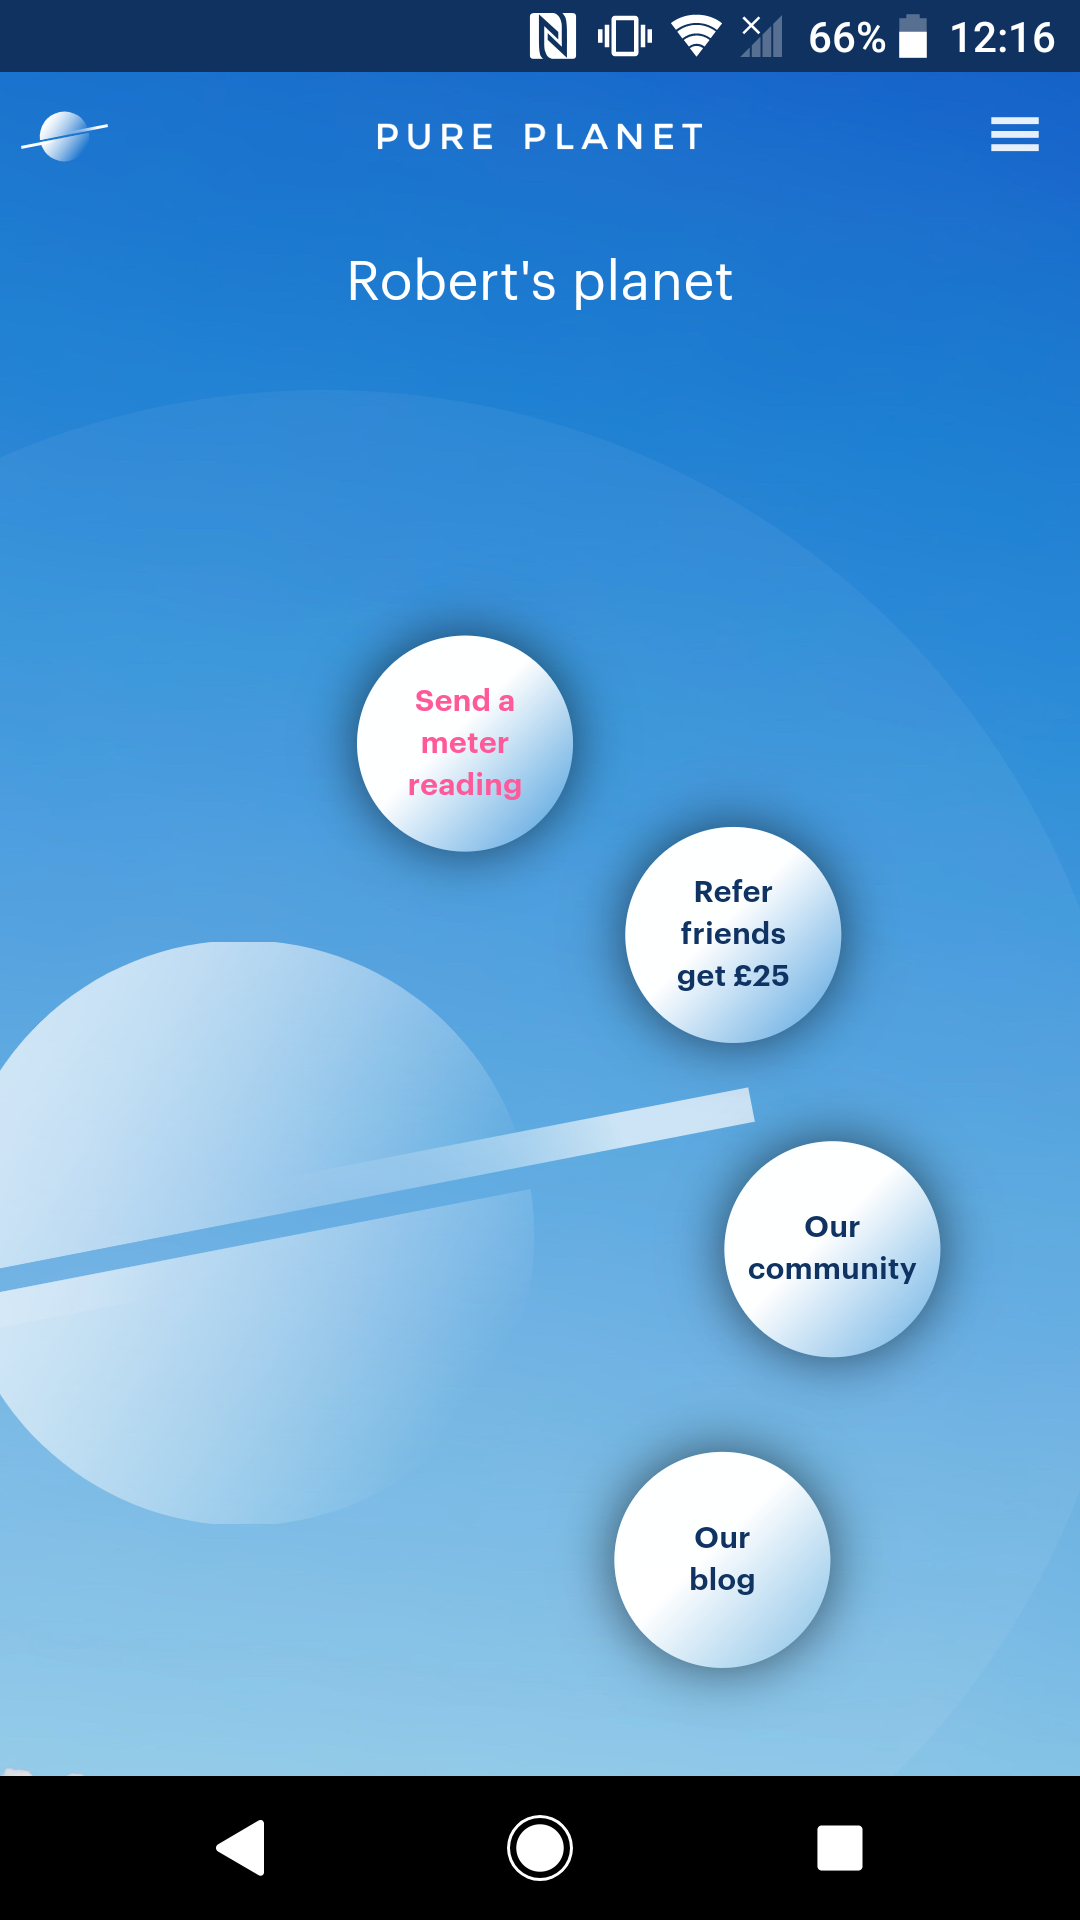 66% 12:16
PURE PLANET
Robert's planet
Send a
meter
reading
Refer
friends
get £25
Our
community
Our
blog